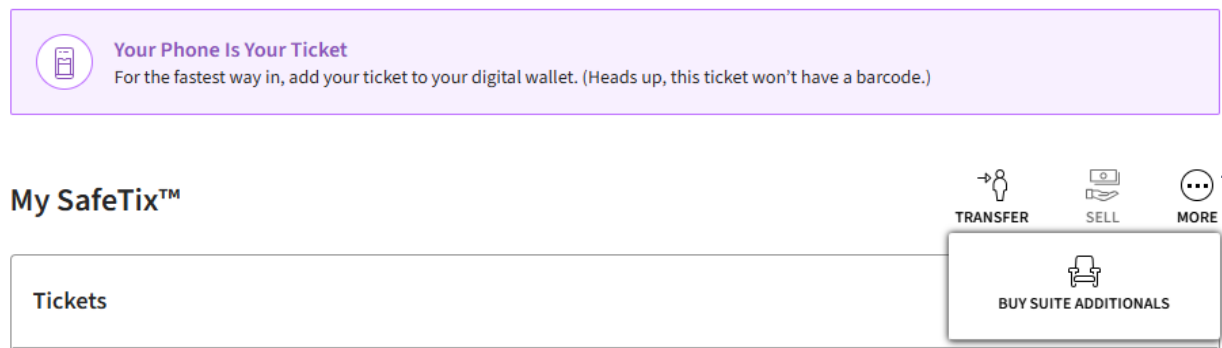 Your Phone Is Your Ticket
For the fastest way in, add your ticket to your digital wallet. (Heads up, this ticket won’t have a barcode.)
My SafeTix™
TRANSFER
SELL
MORE
Tickets
BUY SUITE ADDITIONALS